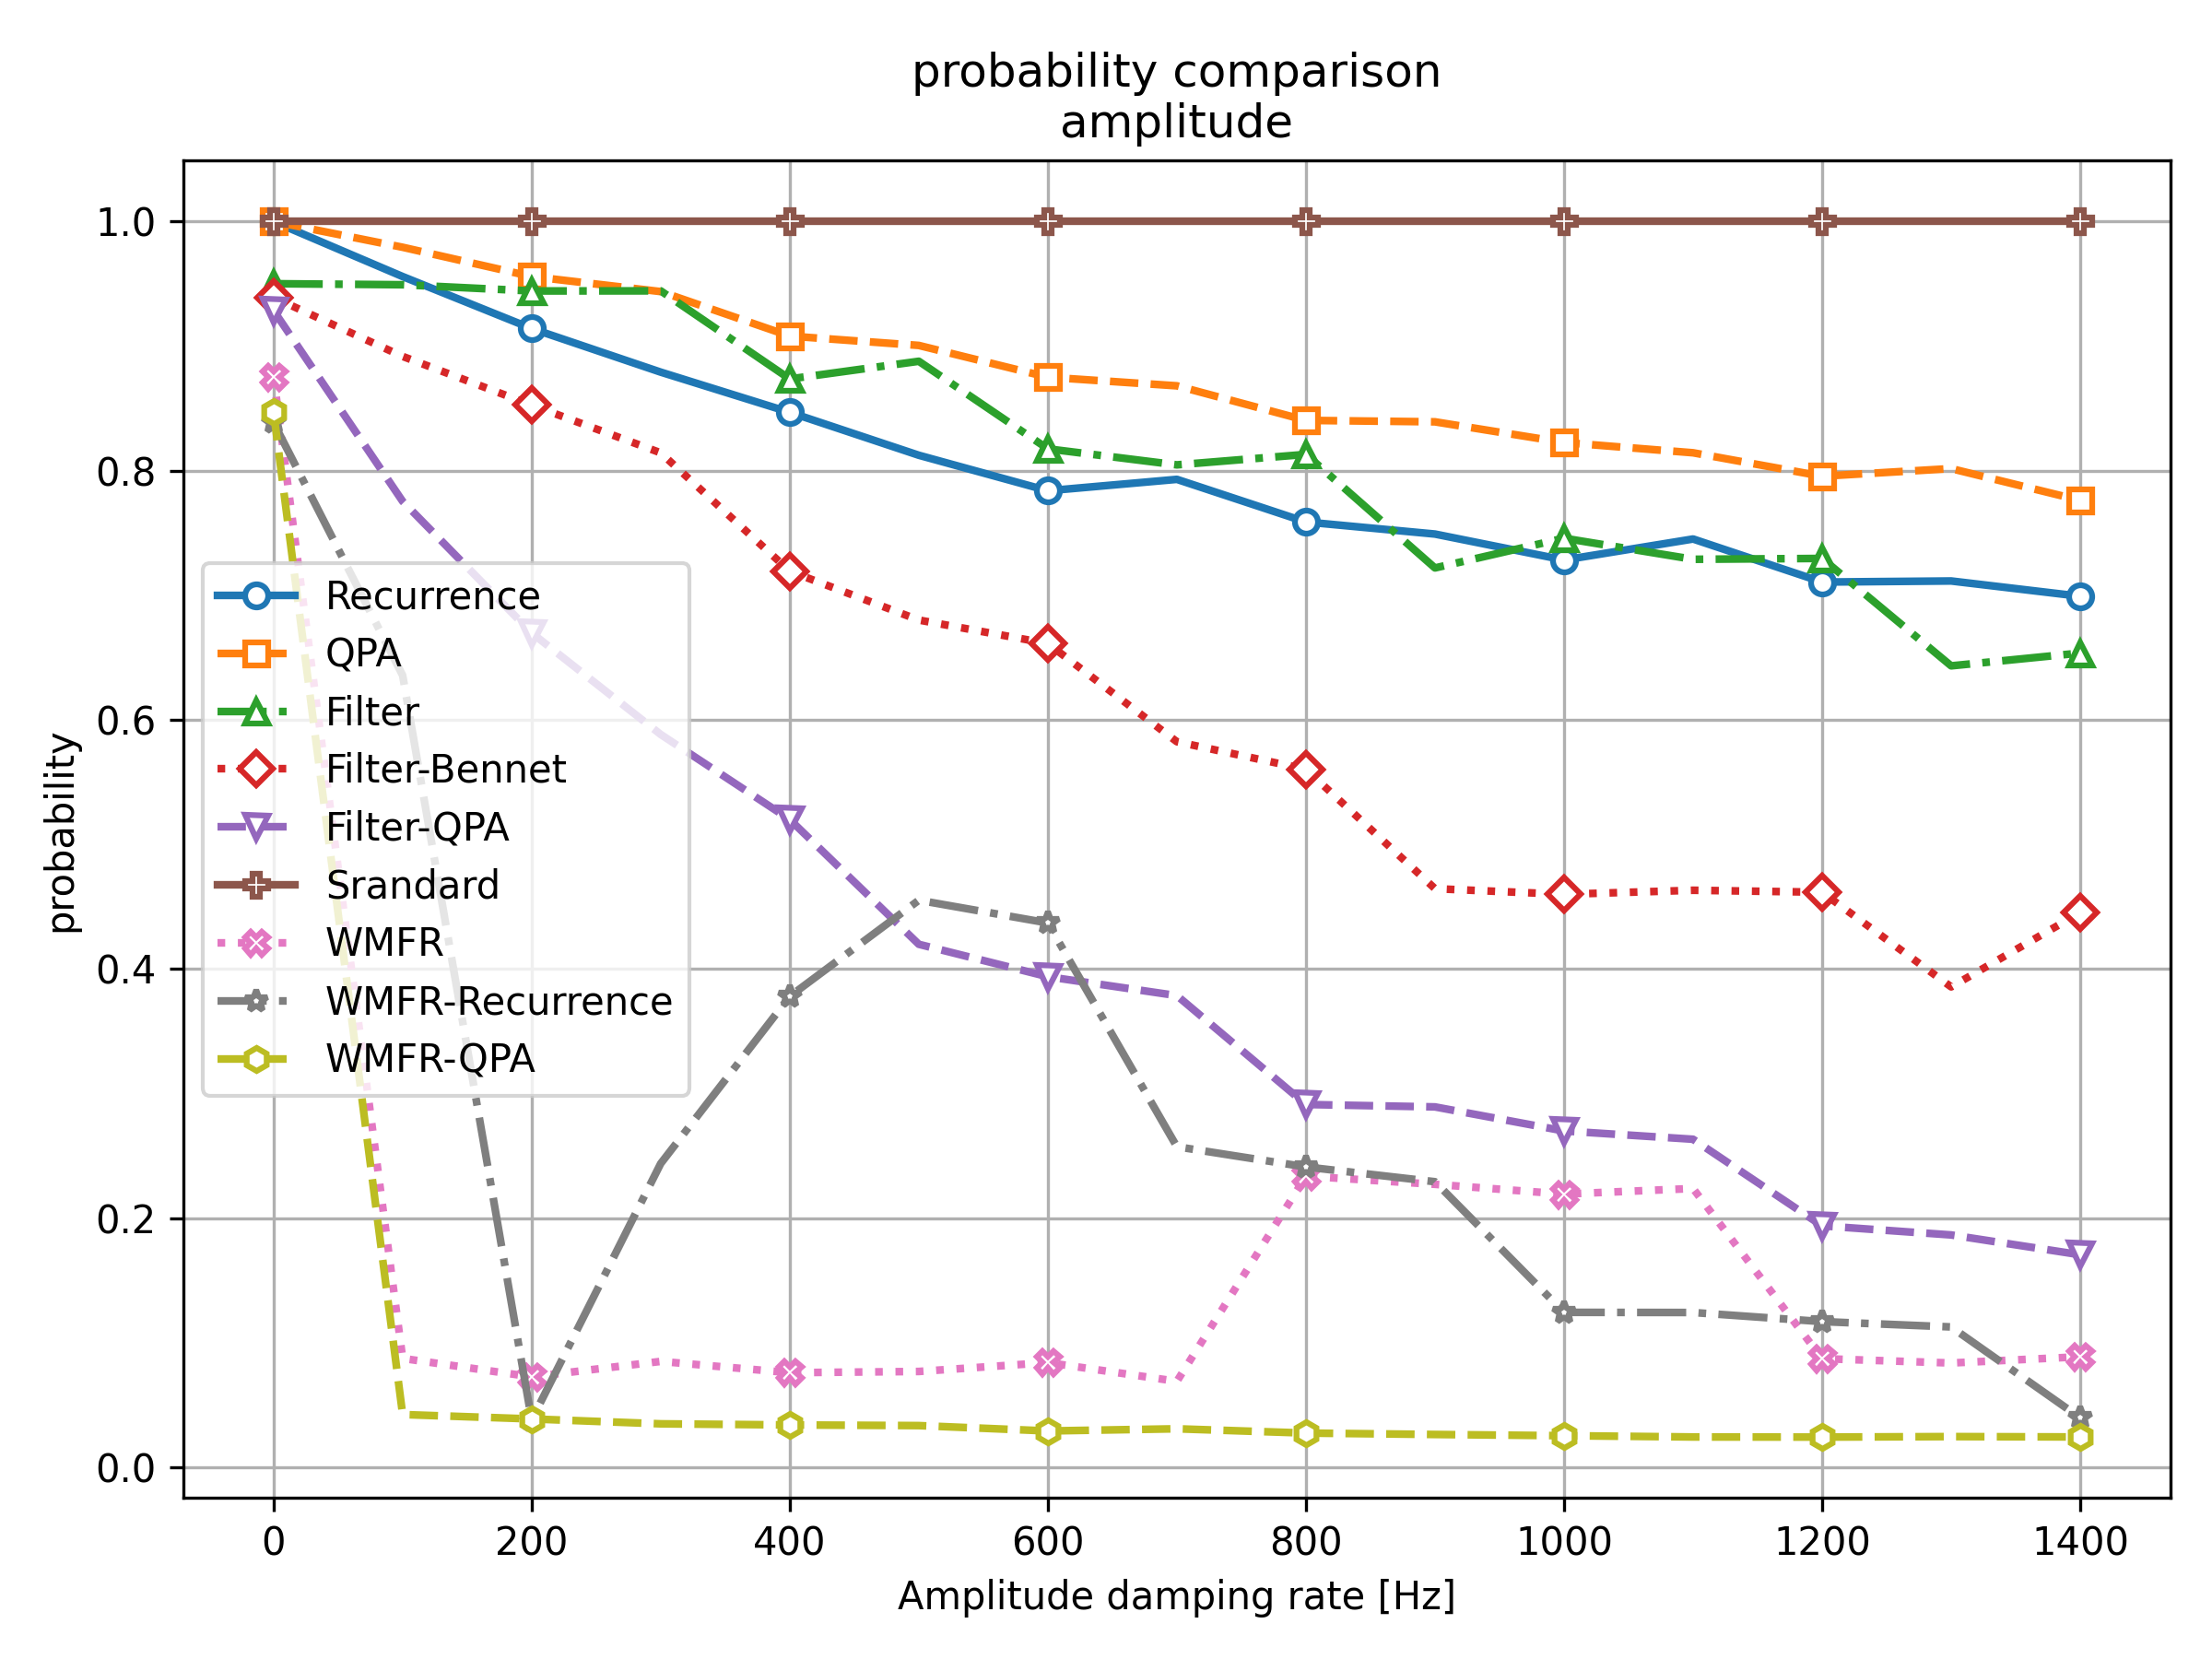 probability comparison
amplitude
probability
1.0
0.8
0.6
0.4
0.2
0.0
Recurrence
QPA
Filter
Filter-Bennet
Filter-QPA
Srandard
WMFR
WMFR-Recurrence
WMFR-QPA
0 200 400 600 800 1000 1200 1400
Amplitude damping rate [Hz]